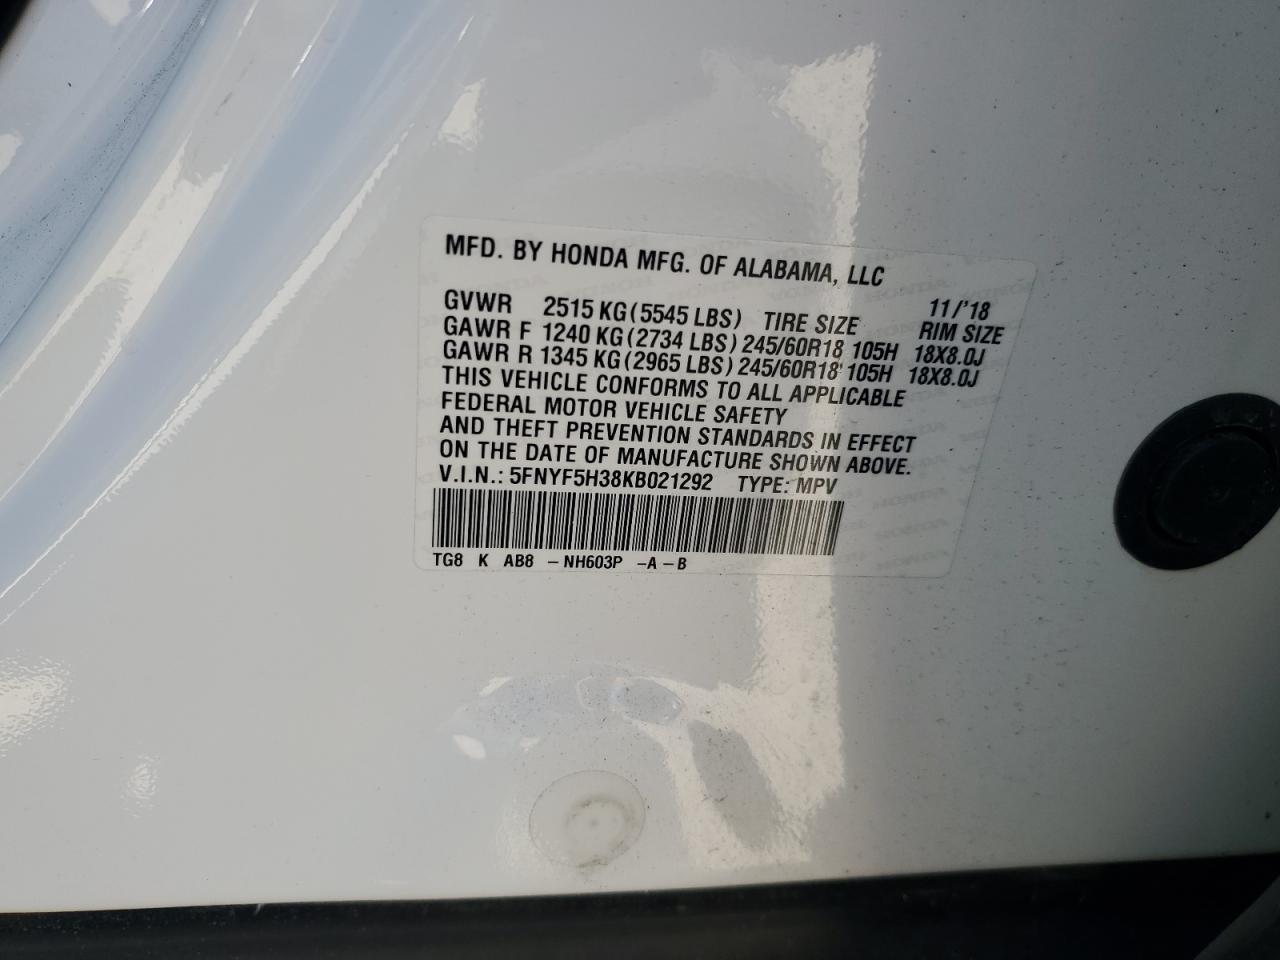 MFD. BY HONDA MFG. OF ALABAMA, LLC
GVWR 2515 KG (5545 LBS) TIRE SIZE 11/'18 RIM SIZE
GAWR F 1240 KG (2734 LBS) 245/60R18 105H 18X8.0J
GAWR R 1345 KG (2965 LBS) 245/60R18 105H 18X8.0J
THIS VEHICLE CONFORMS TO ALL APPLICABLE
FEDERAL MOTOR VEHICLE SAFETY
AND THEFT PREVENTION STANDARDS IN EFFECT
ON THE DATE OF MANUFACTURE SHOWN ABOVE.
V.I.N.: 5FNYF5H38KB021292 TYPE: MPV
TG8 K AB8 - NH603P - A - B